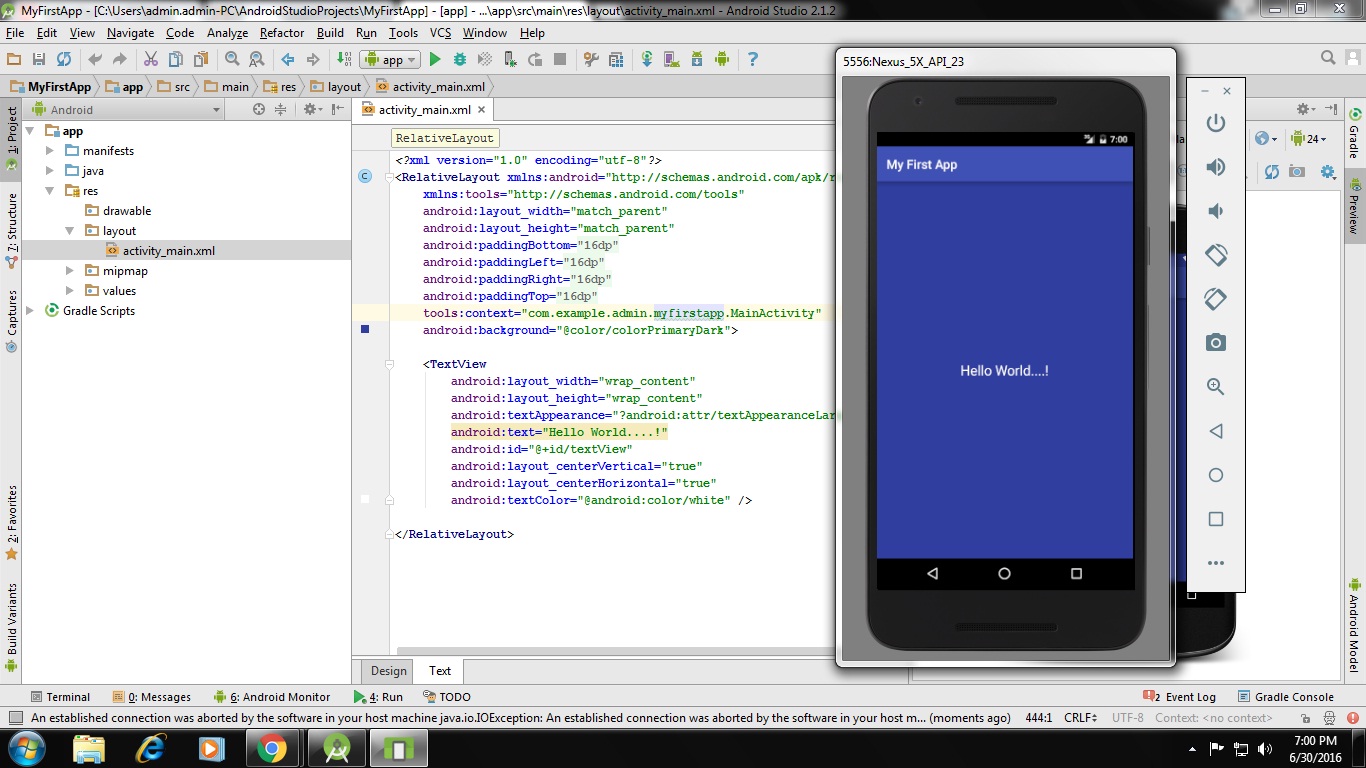 MyFirstApp - [C:\Users\admin.admin-PC\AndroidStudioProjects\MyFirstApp] - [app] - ...\app\src\main\res\layout\activity_main.xml - Android Studio 2.1.2
File Edit View Navigate Code Analyze Refactor Build Run Tools VCS Window Help
app
MyFirstApp app src main res layout activity_main.xml
1: Project
7: Structure
Captures
2: Favorites
Build Variants
Android
app
manifests
java
res
drawable
layout
activity_main.xml
mipmap
values
Gradle Scripts
activity_main.xml
RelativeLayout
<?xml version="1.0" encoding="utf-8"?>
<RelativeLayout xmlns:android="http://schemas.android.com/apk/r
xmlns:tools="http://schemas.android.com/tools"
android:layout_width="match_parent"
android:layout_height="match_parent"
android:paddingBottom="16dp"
android:paddingLeft="16dp"
android:paddingRight="16dp"
android:paddingTop="16dp"
tools:context="com.example.admin.myfirstapp.MainActivity"
android:background="@color/colorPrimaryDark">
<TextView
android:layout_width="wrap_content"
android:layout_height="wrap_content"
android:textAppearance="?android:attr/textAppearanceLar
android:text="Hello World....!"
android:id="@+id/textView"
android:layout_centerVertical="true"
android:layout_centerHorizontal="true"
android:textColor="@android:color/white" />
</RelativeLayout>
Design Text
5556:Nexus_5X_API_23
7:00
My First App
Hello World....!
24
Gradle
Preview
Android Model
Terminal 0: Messages 6: Android Monitor 4: Run TODO 2 Event Log Gradle Console
An established connection was aborted by the software in your host machine java.io.IOException: An established connection was aborted by the software in your host m... (moments ago) 444:1 CRLF UTF-8 Context: <no context>
7:00 PM
6/30/2016